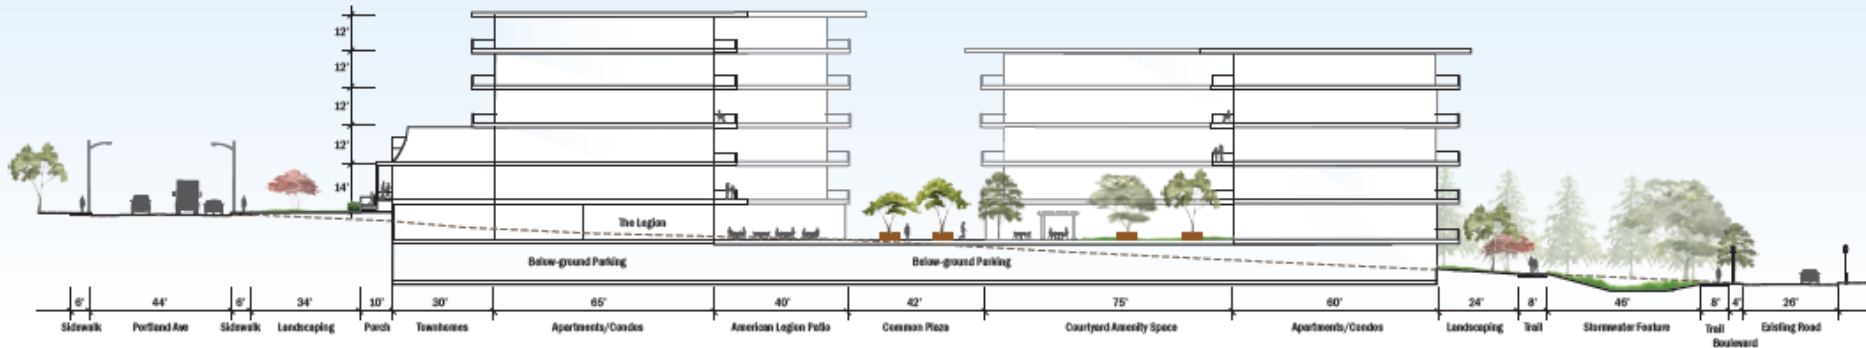 12'
12'
12'
12'
14'
The Legion
Below-ground Parking
Below-ground Parking
6'
44'
6'
34'
10'
30'
65'
40'
42'
75'
60'
24'
8'
46'
8'
4'
26'
Sidewalk
Portland Ave
Sidewalk
Landscaping
Porch
Townhomes
Apartments/Condos
American Legion Patio
Common Plaza
Courtyard Amenity Space
Apartments/Condos
Landscaping
Trail
Stormwater Feature
Trail
Boulevard
Existing Road